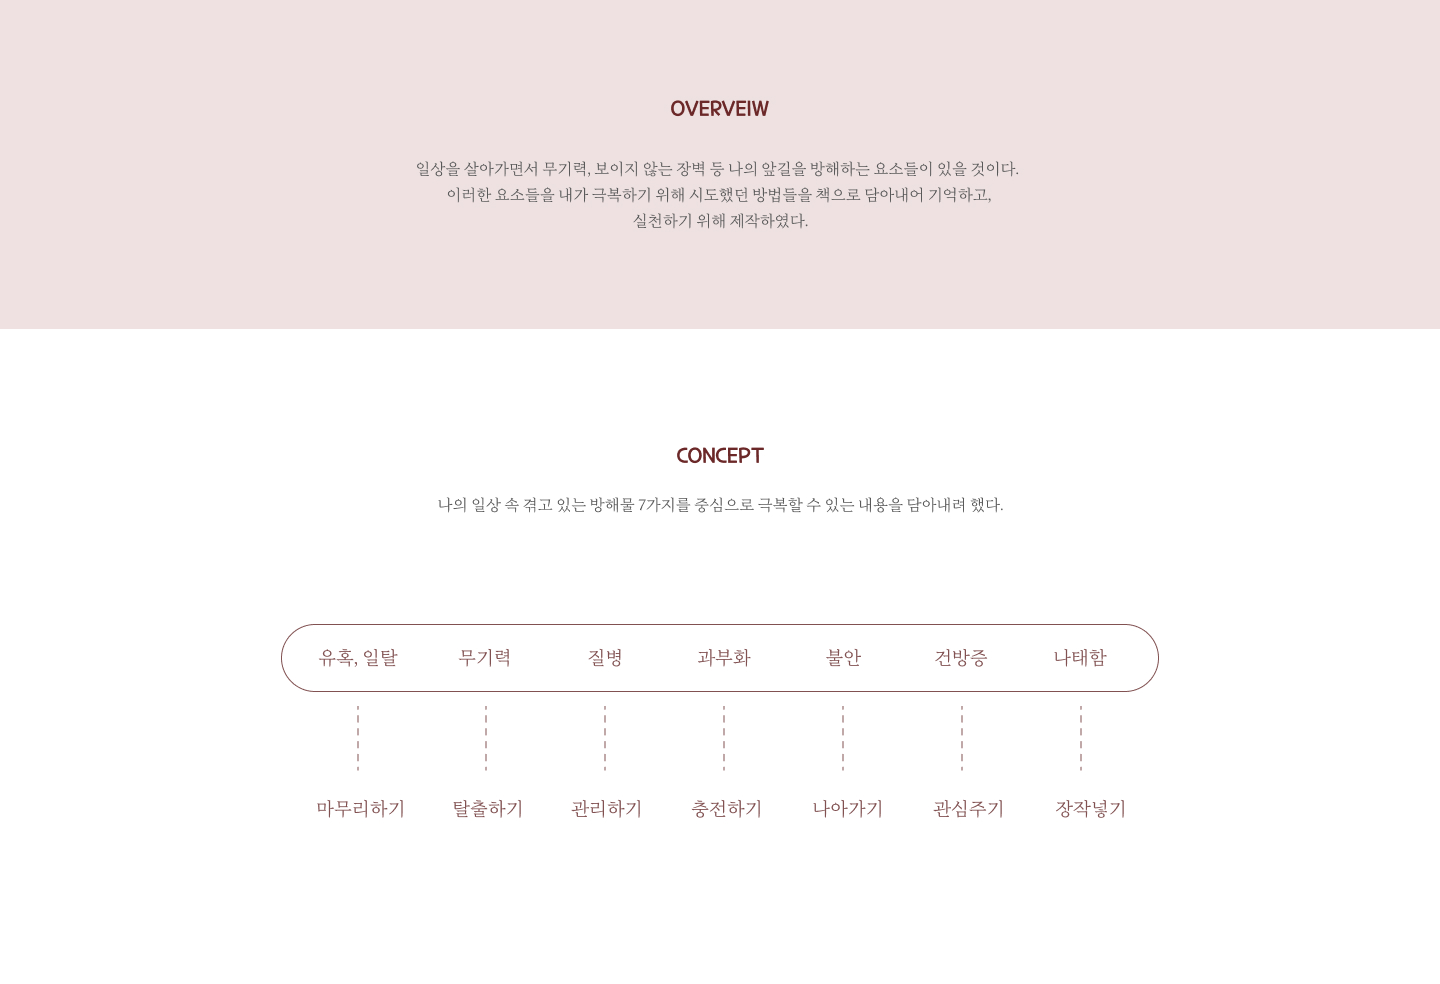 OVERVEIW
일상을 살아가면서 무기력, 보이지 않는 장벽 등 나의 앞길을 방해하는 요소들이 있을 것이다.
이러한 요소들을 내가 극복하기 위해 시도했던 방법들을 책으로 담아내어 기억하고,
실천하기 위해 제작하였다.
CONCEPT
나의 일상 속 겪고 있는 방해물 7가지를 중심으로 극복할 수 있는 내용을 담아내려 했다.
유혹, 일탈 무기력 질병 과부화 불안 건방증 나태함
마무리하기 탈출하기 관리하기 충전하기 나아가기 관심주기 장작넣기